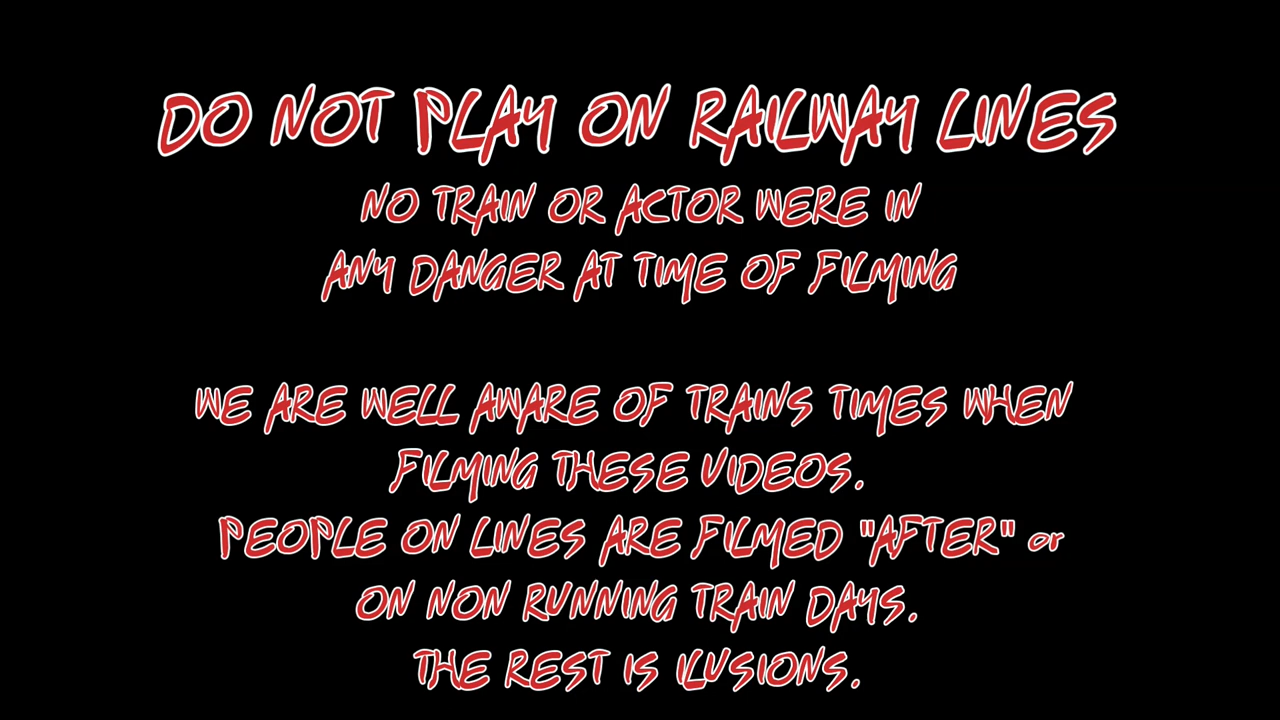 DO NOT PLAY ON RAILWAY LINES
NO TRAIN OR ACTOR WERE IN
ANY DANGER AT TIME OF FILMING
WE ARE WELL AWARE OF TRAINS TIMES WHEN
FILMING THESE VIDEOS.
PEOPLE ON LINES ARE FILMED "AFTER" or
ON NON RUNNING TRAIN DAYS.
THE REST IS ILUSIONS.